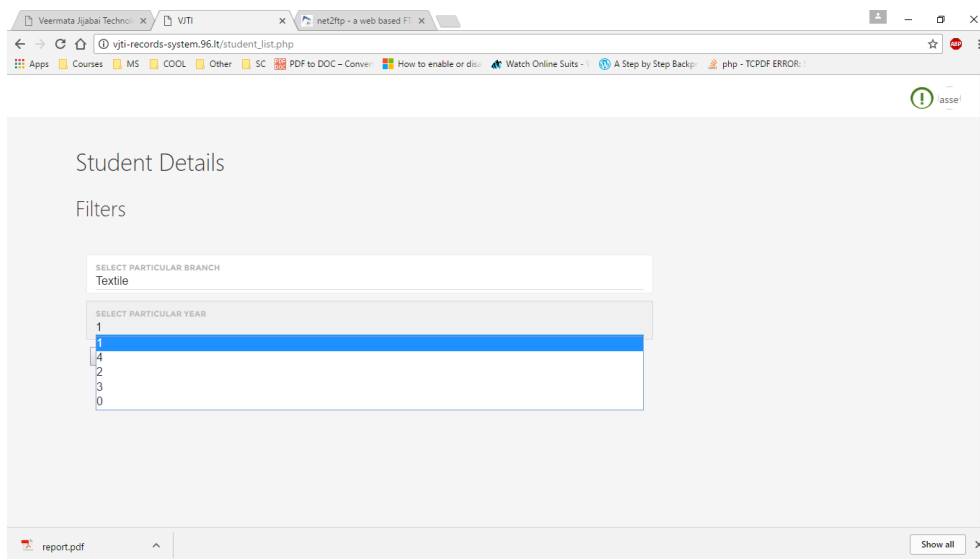 Veermata Jijabai Technol
VJTI
net2ftp - a web based FT
vjti-records-system.96.lt/student_list.php
ABP
Apps
Courses
MS
COOL
Other
SC
PDF to DOC – Conver
How to enable or disa
Watch Online Suits -
A Step by Step Backp
php - TCPDF ERROR:
asset
Student Details
Filters
SELECT PARTICULAR BRANCH
Textile
SELECT PARTICULAR YEAR
1
1
4
2
3
0
report.pdf
Show all